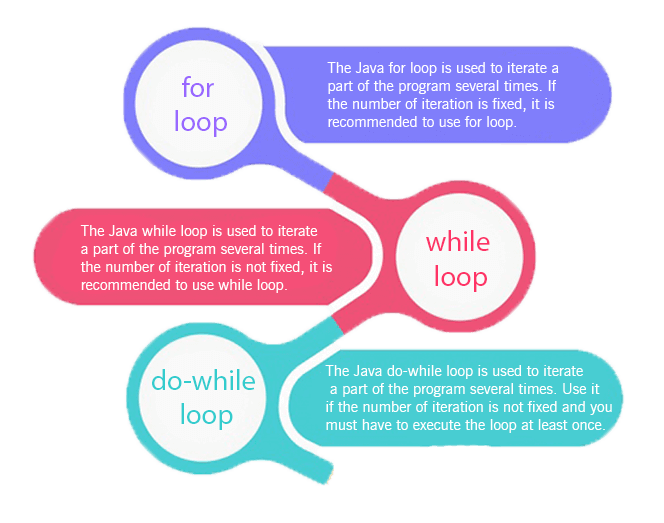 for
loop
The Java for loop is used to iterate a
part of the program several times. If
the number of iteration is fixed, it is
recommended to use for loop.
The Java while loop is used to iterate
a part of the program several times. If
the number of iteration is not fixed, it is
recommended to use while loop.
while
loop
do-while
loop
The Java do-while loop is used to iterate
a part of the program several times. Use it
if the number of iteration is not fixed and you
must have to execute the loop at least once.